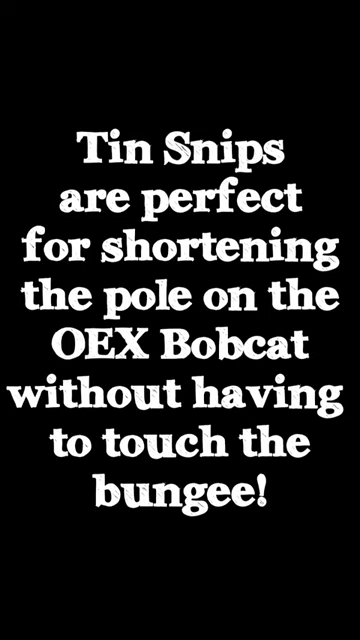 Tin Snips
are perfect
for shortening
the pole on the
OEX Bobcat
without having
to touch the
bungee!